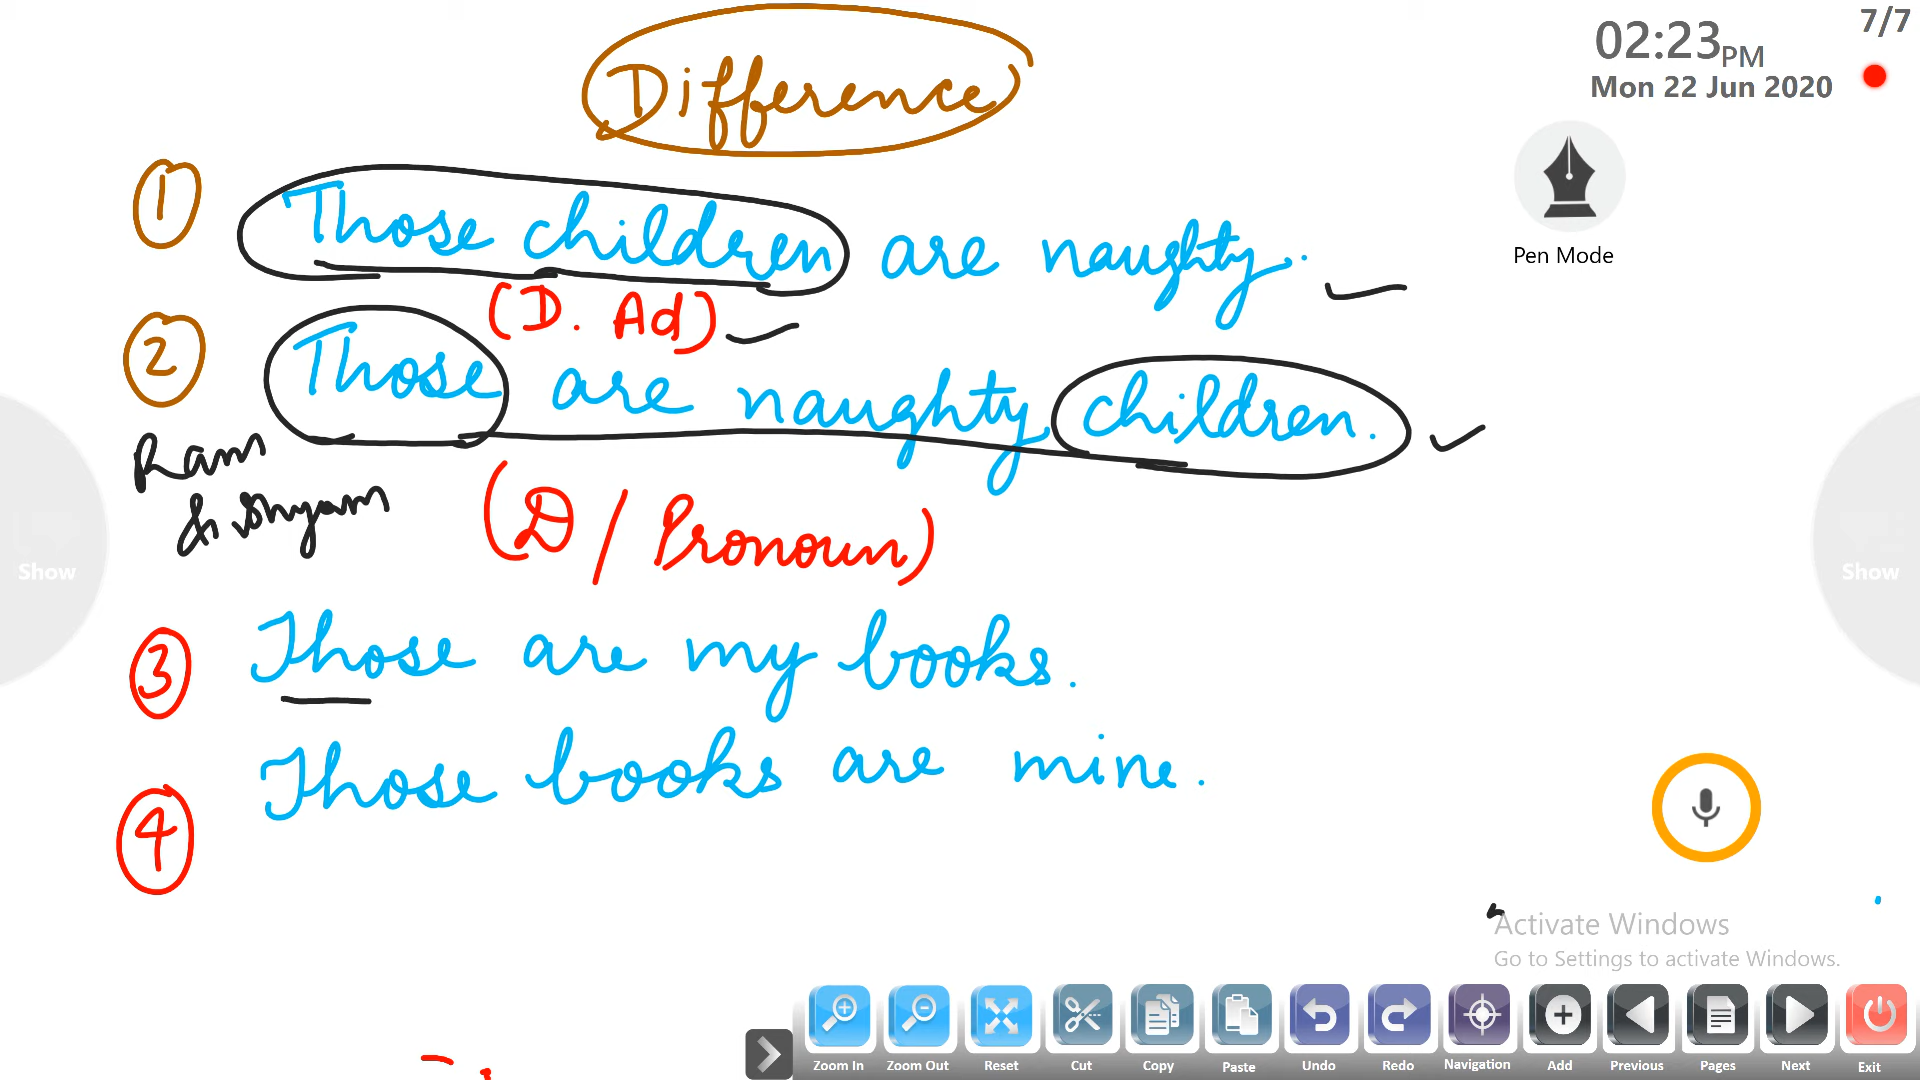 Difference
02:23PM
Mon 22 Jun 2020
7/7
Pen Mode
1 Those children are naughty.
(D. Ad)
2 Those are naughty children.
Ram
& Shyam
(D / Pronoun)
Show
Show
3 Those are my books.
4 Those books are mine.
Activate Windows
Go to Settings to activate Windows.
Zoom In Zoom Out Reset Cut Copy Paste Undo Redo Navigation Add Previous Pages Next Exit